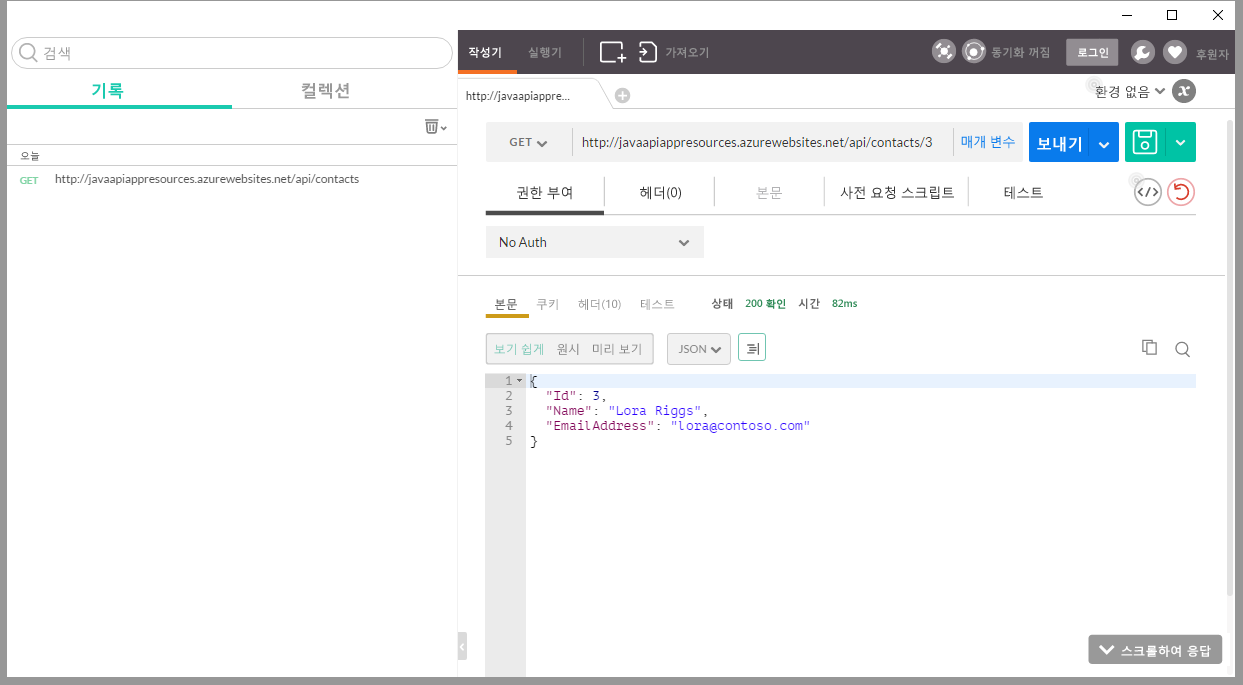 검색
기록 컬렉션
오늘
GET http://javaapiappresources.azurewebsites.net/api/contacts
작성기 실행기 가져오기 동기화 꺼짐 로그인 후원자
http://javaapiappre... 환경 없음 x
GET http://javaapiappresources.azurewebsites.net/api/contacts/3 매개 변수 보내기
권한 부여 헤더(0) 본문 사전 요청 스크립트 테스트 </>
No Auth
본문 쿠키 헤더(10) 테스트 상태 200 확인 시간 82ms
보기 쉽게 원시 미리 보기 JSON
1 {
2 "Id": 3,
3 "Name": "Lora Riggs",
4 "EmailAddress": "lora@contoso.com"
5 }
스크롤하여 응답